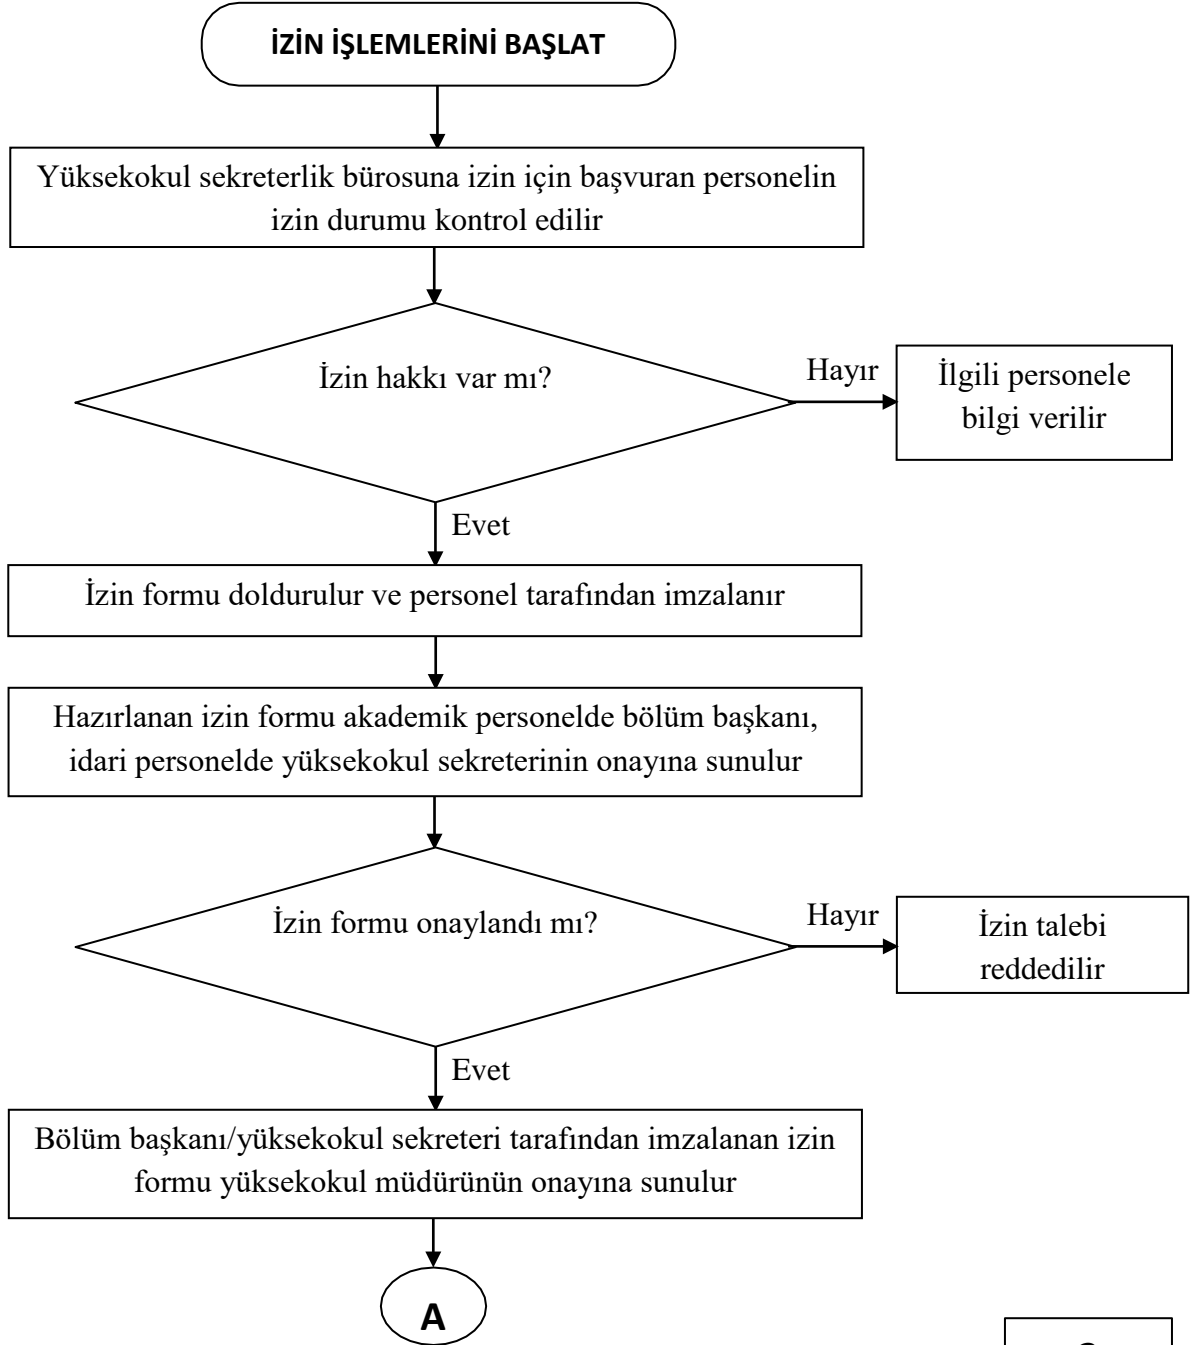 İZİN İŞLEMLERİNİ BAŞLAT
Yüksekokul sekreterlik bürosuna izin için başvuran personelin
izin durumu kontrol edilir
İzin hakkı var mı?
Hayır
İlgili personele
bilgi verilir
Evet
İzin formu doldurulur ve personel tarafından imzalanır
Hazırlanan izin formu akademik personelde bölüm başkanı,
idari personelde yüksekokul sekreterinin onayına sunulur
İzin formu onaylandı mı?
Hayır
İzin talebi
reddedilir
Evet
Bölüm başkanı/yüksekokul sekreteri tarafından imzalanan izin
formu yüksekokul müdürünün onayına sunulur
A